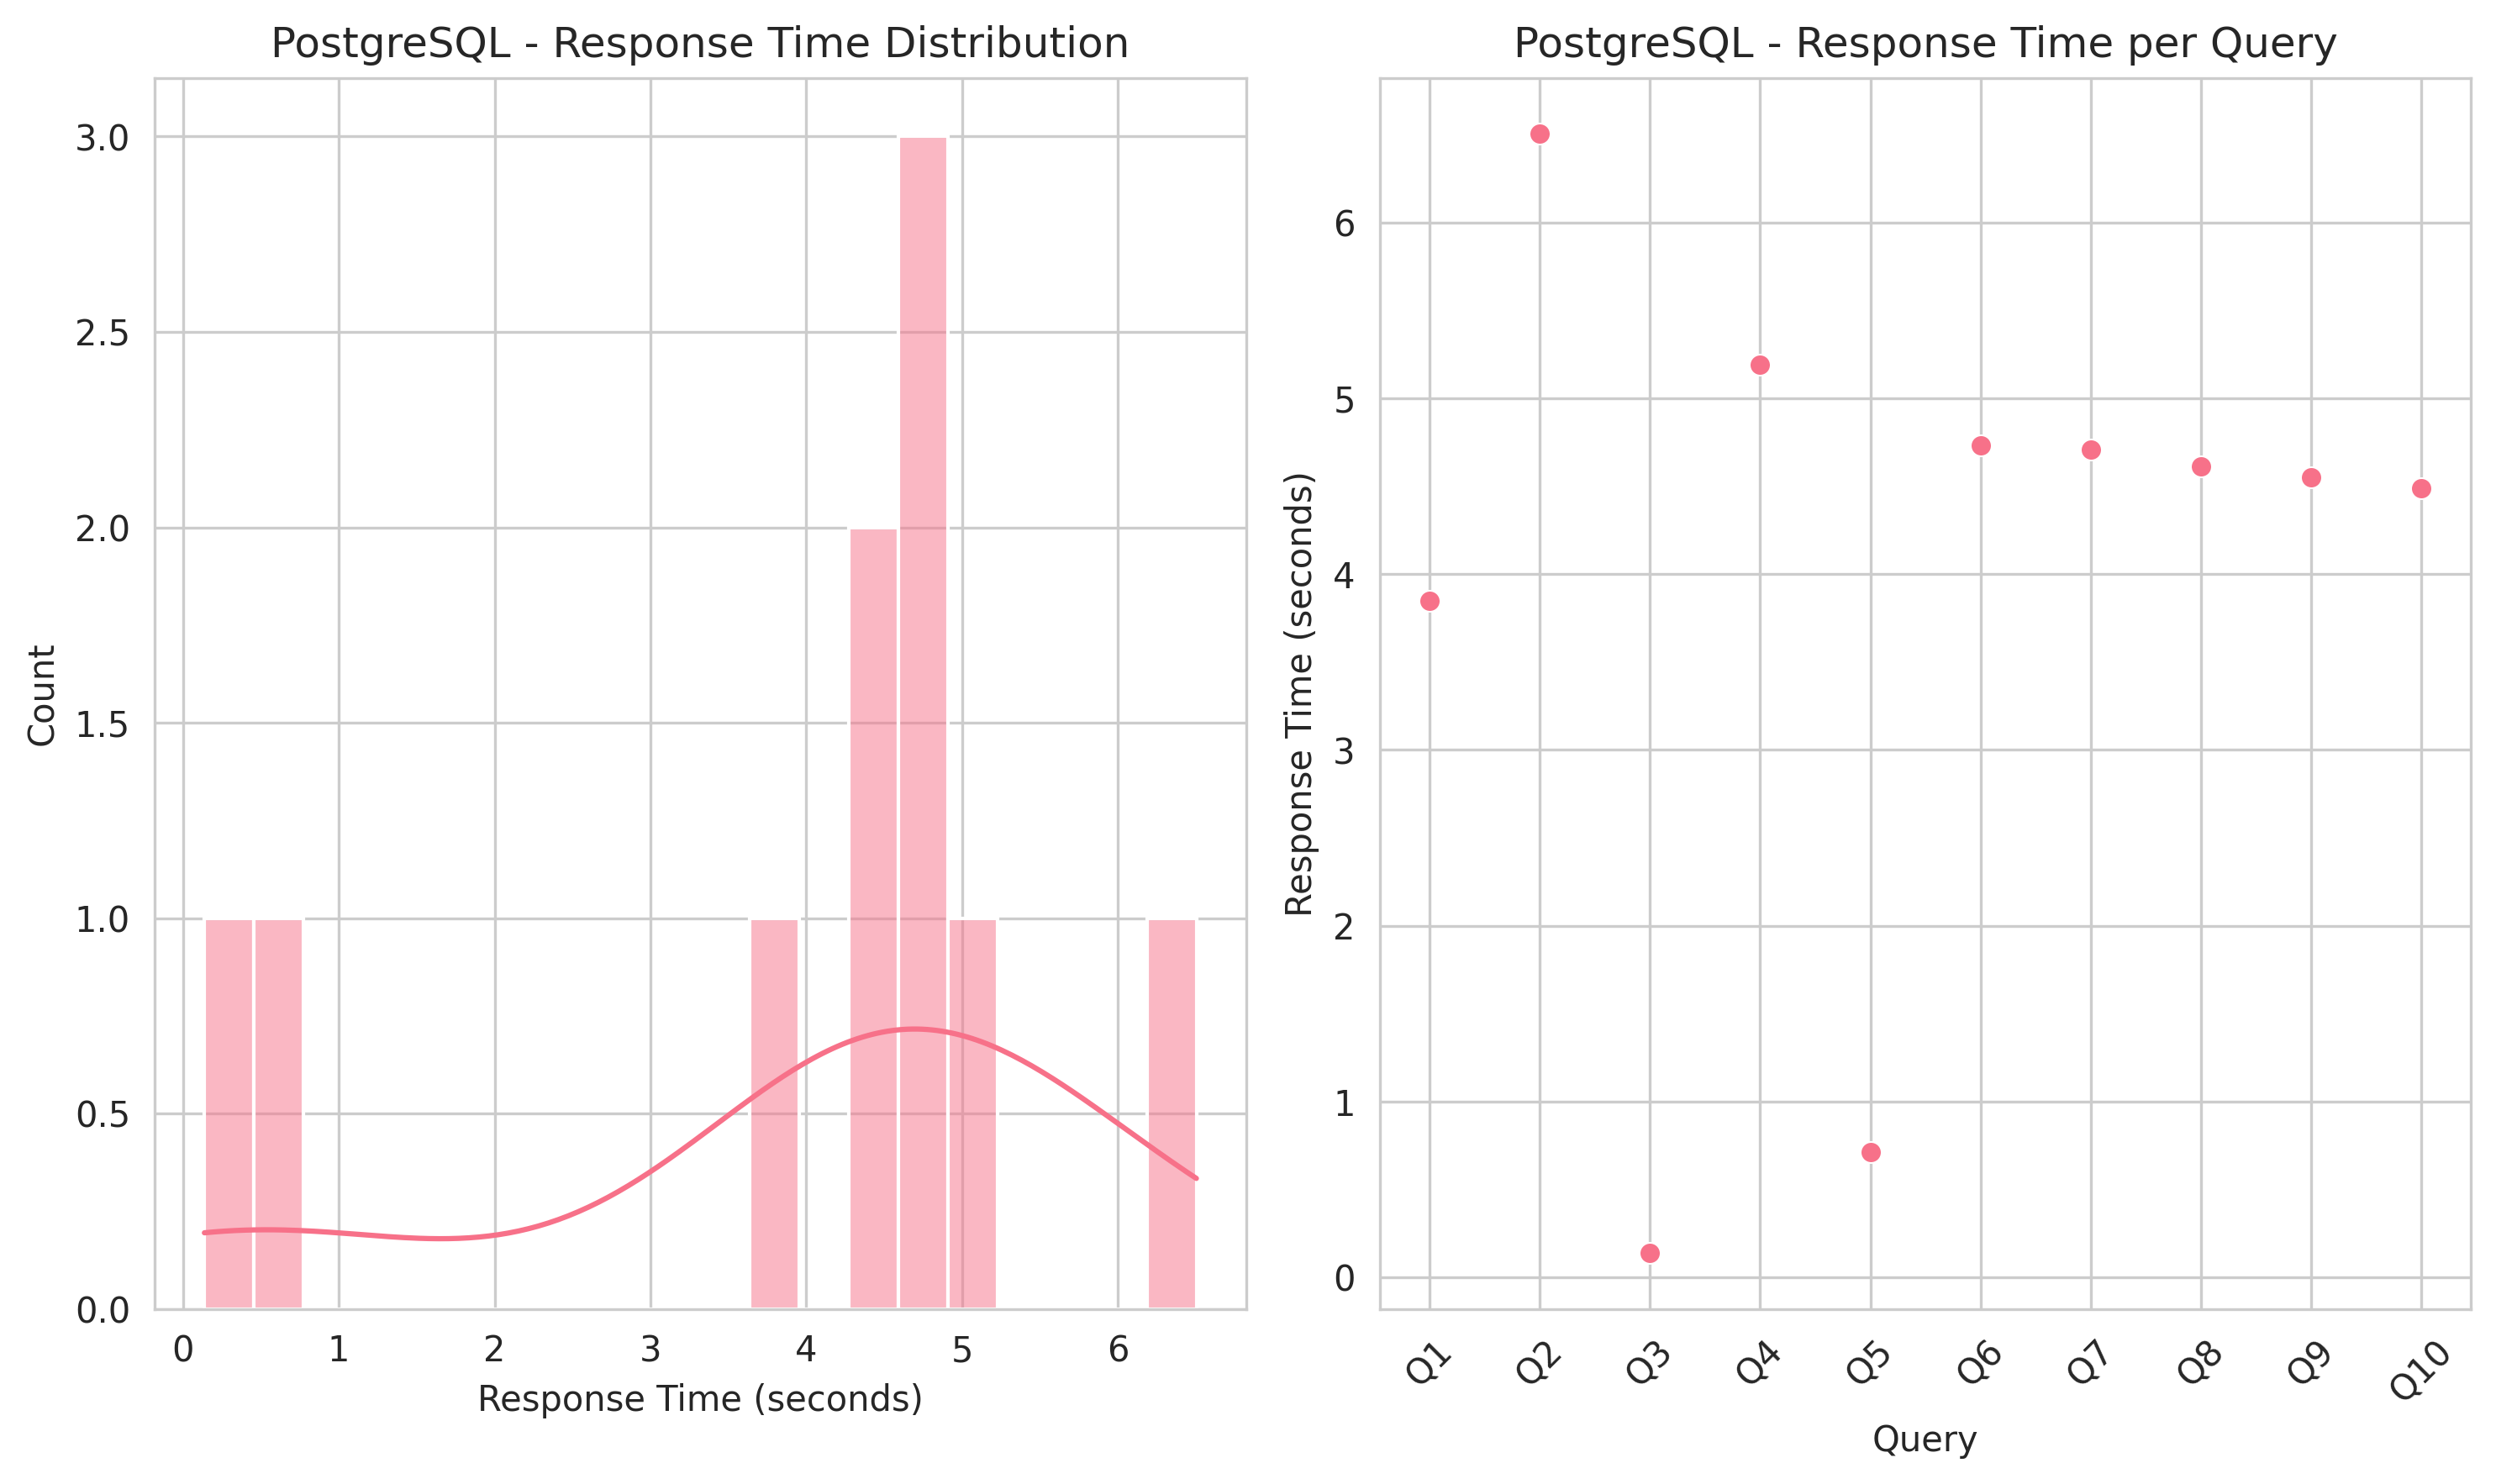 PostgreSQL - Response Time Distribution
3.0
2.5
2.0
1.5
1.0
0.5
0.0
Count
0 1 2 3 4 5 6
Response Time (seconds)
PostgreSQL - Response Time per Query
6
5
4
3
2
1
0
Response Time (seconds)
Q1 Q2 Q3 Q4 Q5 Q6 Q7 Q8 Q9 Q10
Query